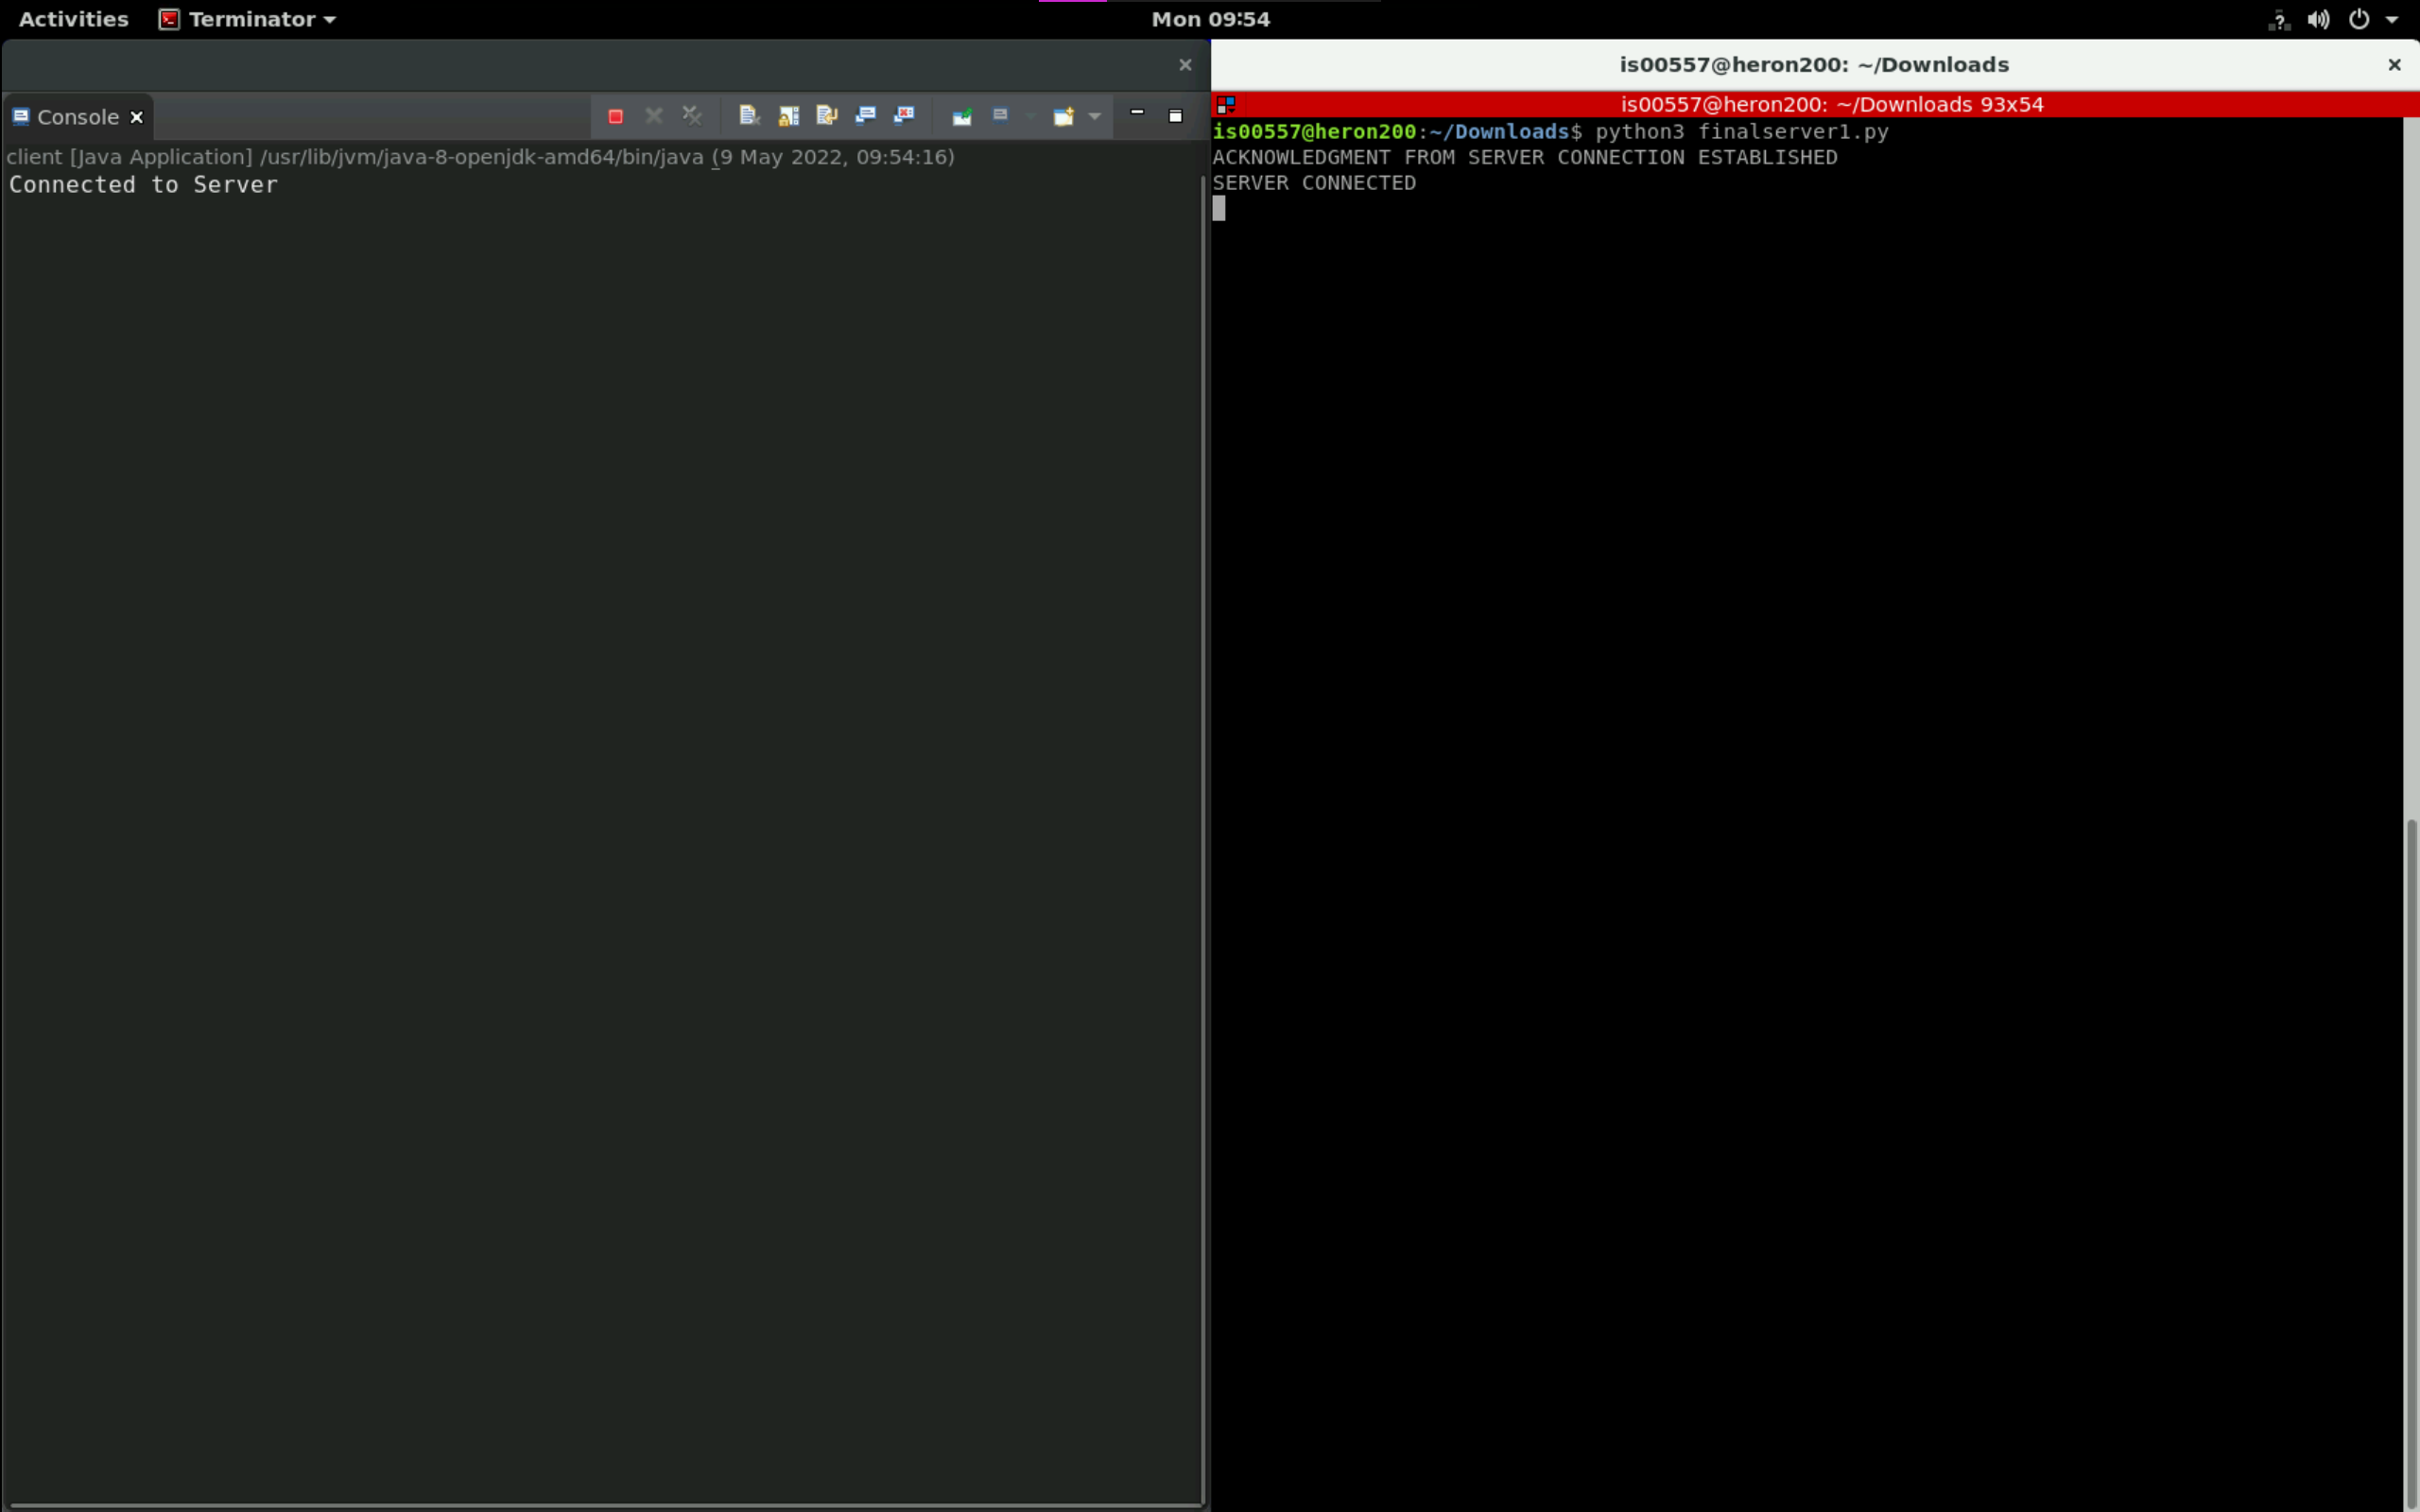 Activities Terminator Mon 09:54
Console
client [Java Application] /usr/lib/jvm/java-8-openjdk-amd64/bin/java (9 May 2022, 09:54:16)
Connected to Server
is00557@heron200: ~/Downloads
is00557@heron200: ~/Downloads 93x54
is00557@heron200:~/Downloads$ python3 finalserver1.py
ACKNOWLEDGMENT FROM SERVER CONNECTION ESTABLISHED
SERVER CONNECTED